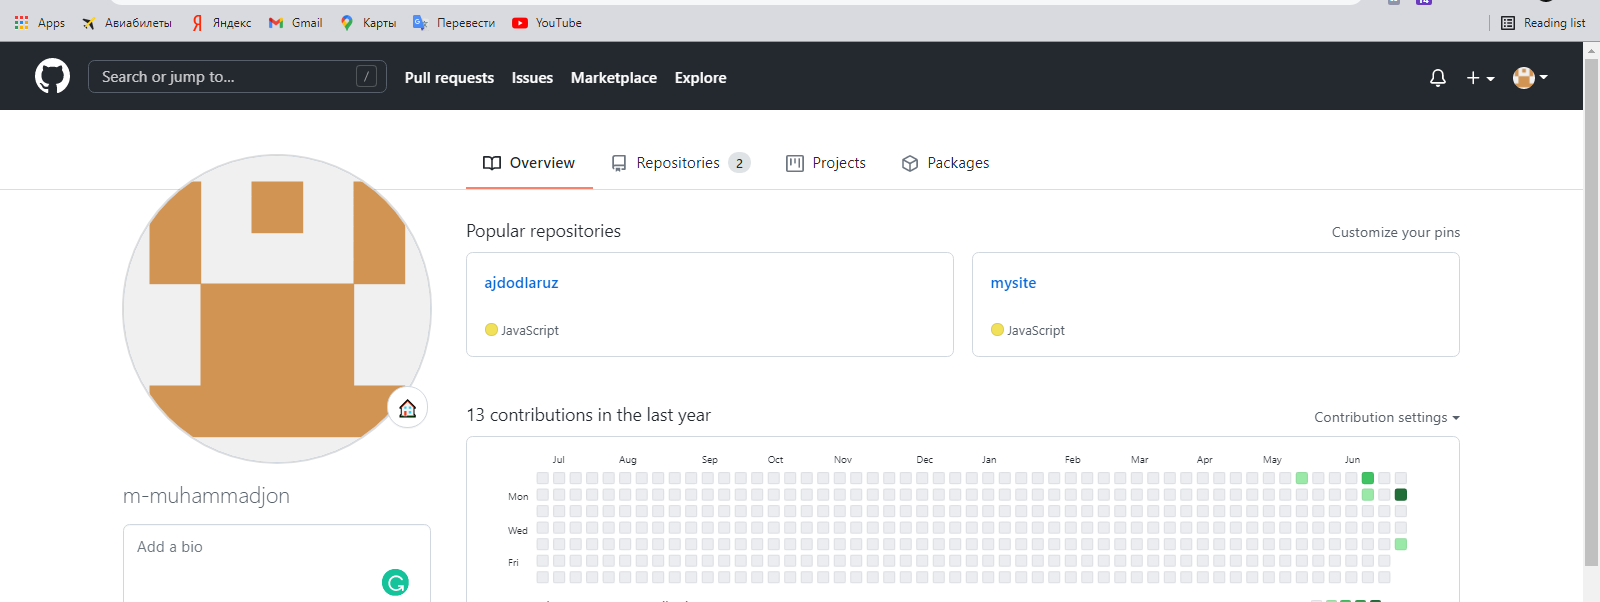 Apps Авиабилеты Яндекс Gmail Карты Перевести YouTube Reading list
Search or jump to... / Pull requests Issues Marketplace Explore
Overview Repositories 2 Projects Packages
Popular repositories Customize your pins
ajdodlaruz
JavaScript
mysite
JavaScript
13 contributions in the last year Contribution settings
Jul Aug Sep Oct Nov Dec Jan Feb Mar Apr May Jun
Mon
Wed
Fri
m-muhammadjon
Add a bio